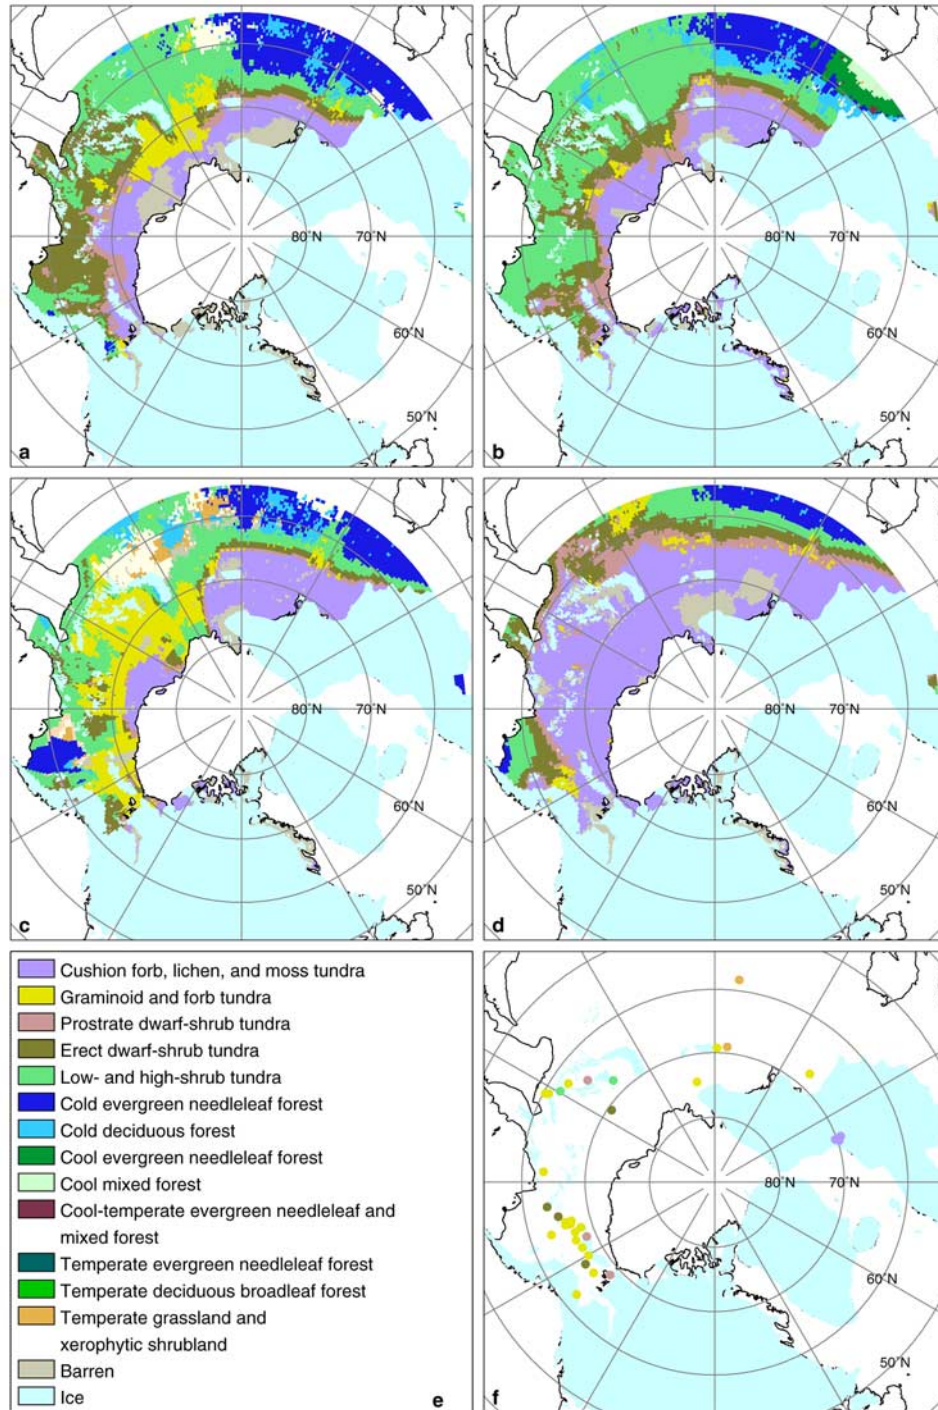 80°N 70°N
60°N
50°N
a
80°N 70°N
60°N
50°N
b
80°N 70°N
60°N
50°N
c
80°N 70°N
60°N
50°N
d
Cushion forb, lichen, and moss tundra
Graminoid and forb tundra
Prostrate dwarf-shrub tundra
Erect dwarf-shrub tundra
Low- and high-shrub tundra
Cold evergreen needleleaf forest
Cold deciduous forest
Cool evergreen needleleaf forest
Cool mixed forest
Cool-temperate evergreen needleleaf and
mixed forest
Temperate evergreen needleleaf forest
Temperate deciduous broadleaf forest
Temperate grassland and
xerophytic shrubland
Barren
Ice
e
80°N 70°N
60°N
50°N
f